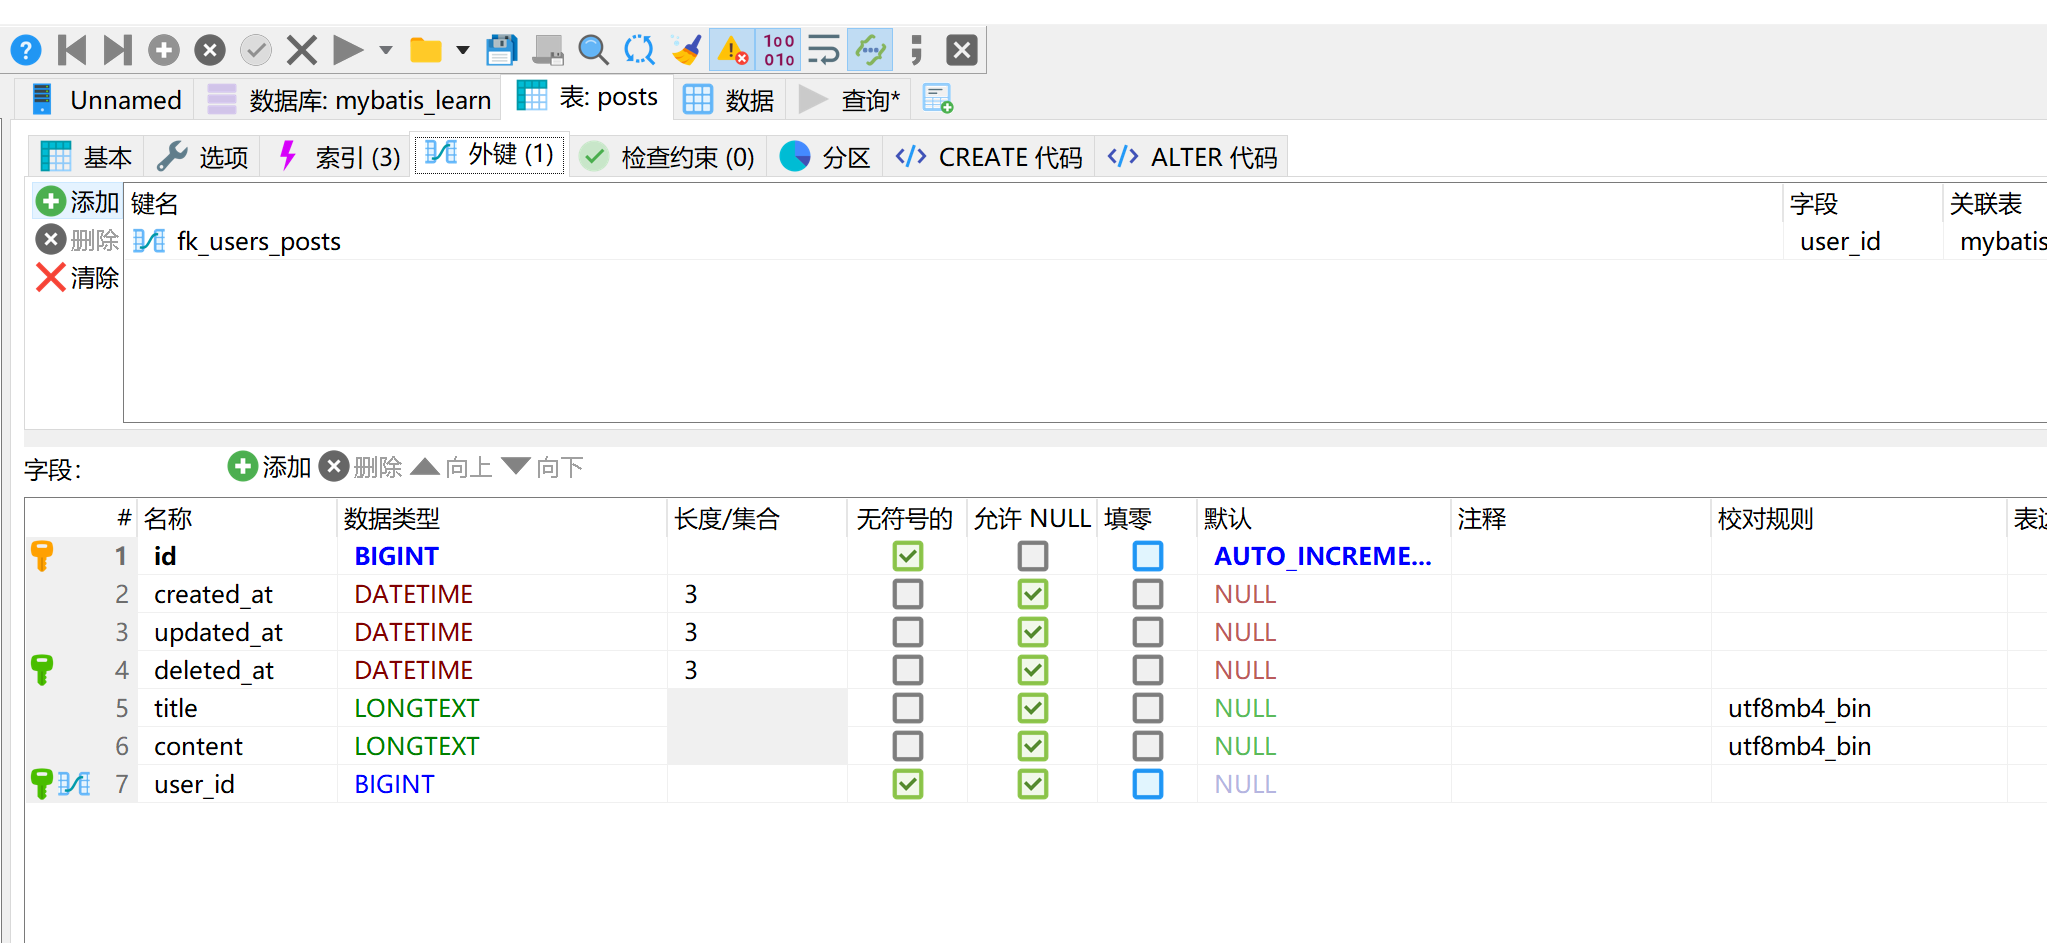 Unnamed 数据库: mybatis_learn 表: posts 数据 查询*
基本 选项 索引 (3) 外键 (1) 检查约束 (0) 分区 CREATE 代码 ALTER 代码
添加 键名 字段 关联表
删除 fk_users_posts user_id mybatis
清除
字段: 添加 删除 向上 向下
# 名称 数据类型 长度/集合 无符号的 允许 NULL 填零 默认 注释 校对规则
1 id BIGINT AUTO_INCREME...
2 created_at DATETIME 3 NULL
3 updated_at DATETIME 3 NULL
4 deleted_at DATETIME 3 NULL
5 title LONGTEXT NULL utf8mb4_bin
6 content LONGTEXT NULL utf8mb4_bin
7 user_id BIGINT NULL